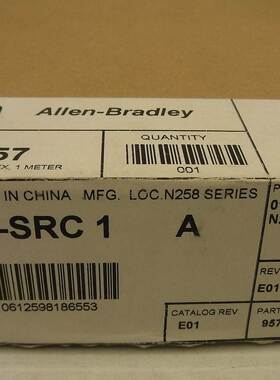 Allen-Bradley
57
EX, 1 METER
QUANTITY
001
IN CHINA MFG. LOC.N258 SERIES
-SRC 1 A
0612598186553
REV
E01
CATALOG REV
E01
PART
957